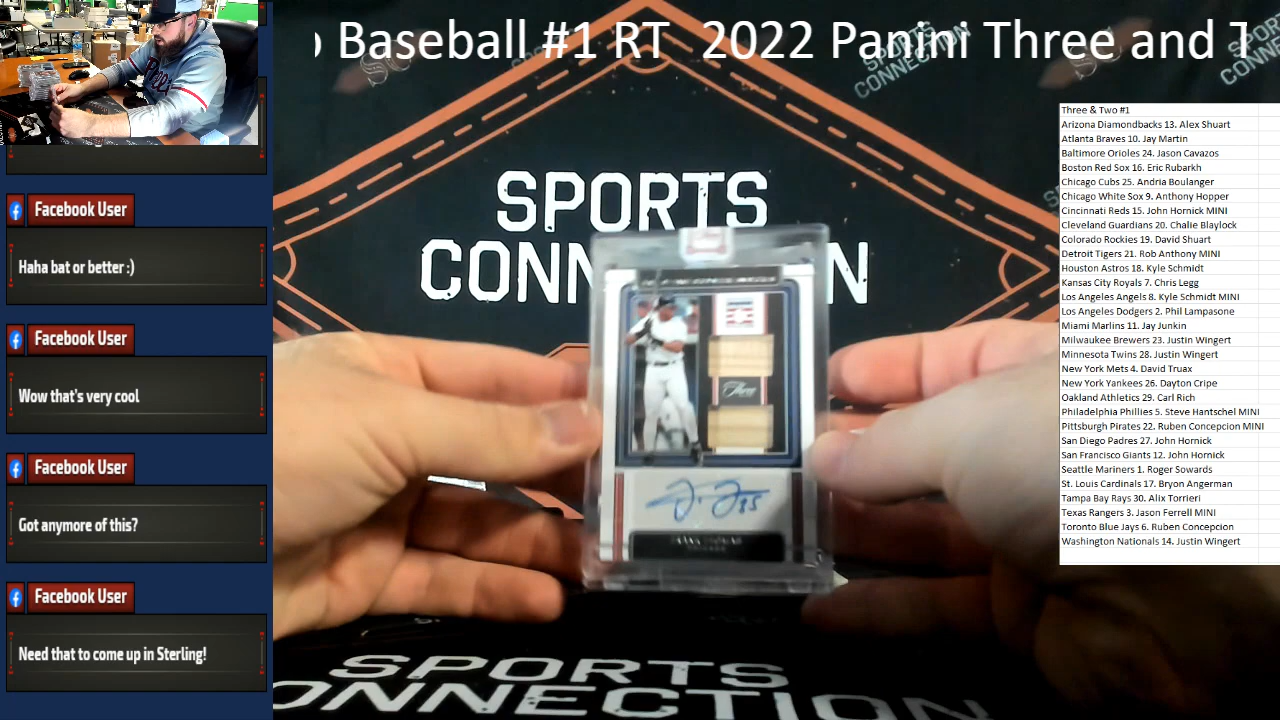 Baseball #1 RT 2022 Panini Three and T
Facebook User
Haha bat or better :)
Facebook User
Wow that's very cool
Facebook User
Got anymore of this?
Facebook User
Need that to come up in Sterling!
SPORTS
CONNECTION
SPORTS
CONNECTION
SPORTS
CONN N
SPORTS
ONNECTION
Three & Two #1
Arizona Diamondbacks 13. Alex Shuart
Atlanta Braves 10. Jay Martin
Baltimore Orioles 24. Jason Cavazos
Boston Red Sox 16. Eric Rubarkh
Chicago Cubs 25. Andria Boulanger
Chicago White Sox 9. Anthony Hopper
Cincinnati Reds 15. John Hornick MINI
Cleveland Guardians 20. Chalie Blaylock
Colorado Rockies 19. David Shuart
Detroit Tigers 21. Rob Anthony MINI
Houston Astros 18. Kyle Schmidt
Kansas City Royals 7. Chris Legg
Los Angeles Angels 8. Kyle Schmidt MINI
Los Angeles Dodgers 2. Phil Lampasone
Miami Marlins 11. Jay Junkin
Milwaukee Brewers 23. Justin Wingert
Minnesota Twins 28. Justin Wingert
New York Mets 4. David Truax
New York Yankees 26. Dayton Cripe
Oakland Athletics 29. Carl Rich
Philadelphia Phillies 5. Steve Hantschel MINI
Pittsburgh Pirates 22. Ruben Concepcion MINI
San Diego Padres 27. John Hornick
San Francisco Giants 12. John Hornick
Seattle Mariners 1. Roger Sowards
St. Louis Cardinals 17. Bryon Angerman
Tampa Bay Rays 30. Alix Torrieri
Texas Rangers 3. Jason Ferrell MINI
Toronto Blue Jays 6. Ruben Concepcion
Washington Nationals 14. Justin Wingert